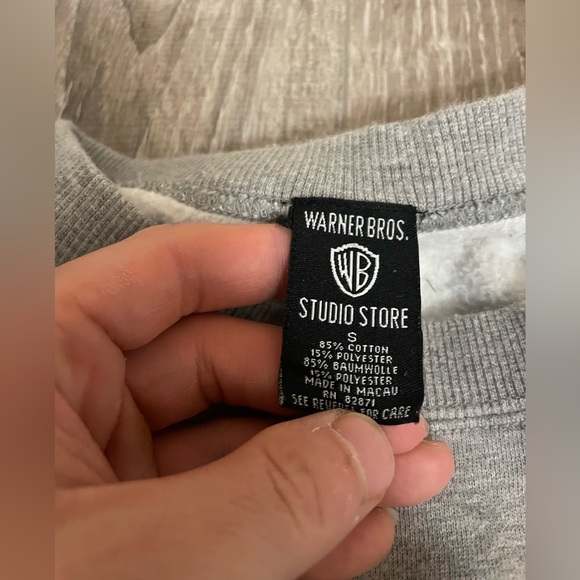 WARNER BROS.
WB
STUDIO STORE
S
85% COTTON
15% POLYESTER
85% BAUMWOLLE
15% POLYESTER
MADE IN MACAU
RN 82871
SEE REVERSE FOR CARE